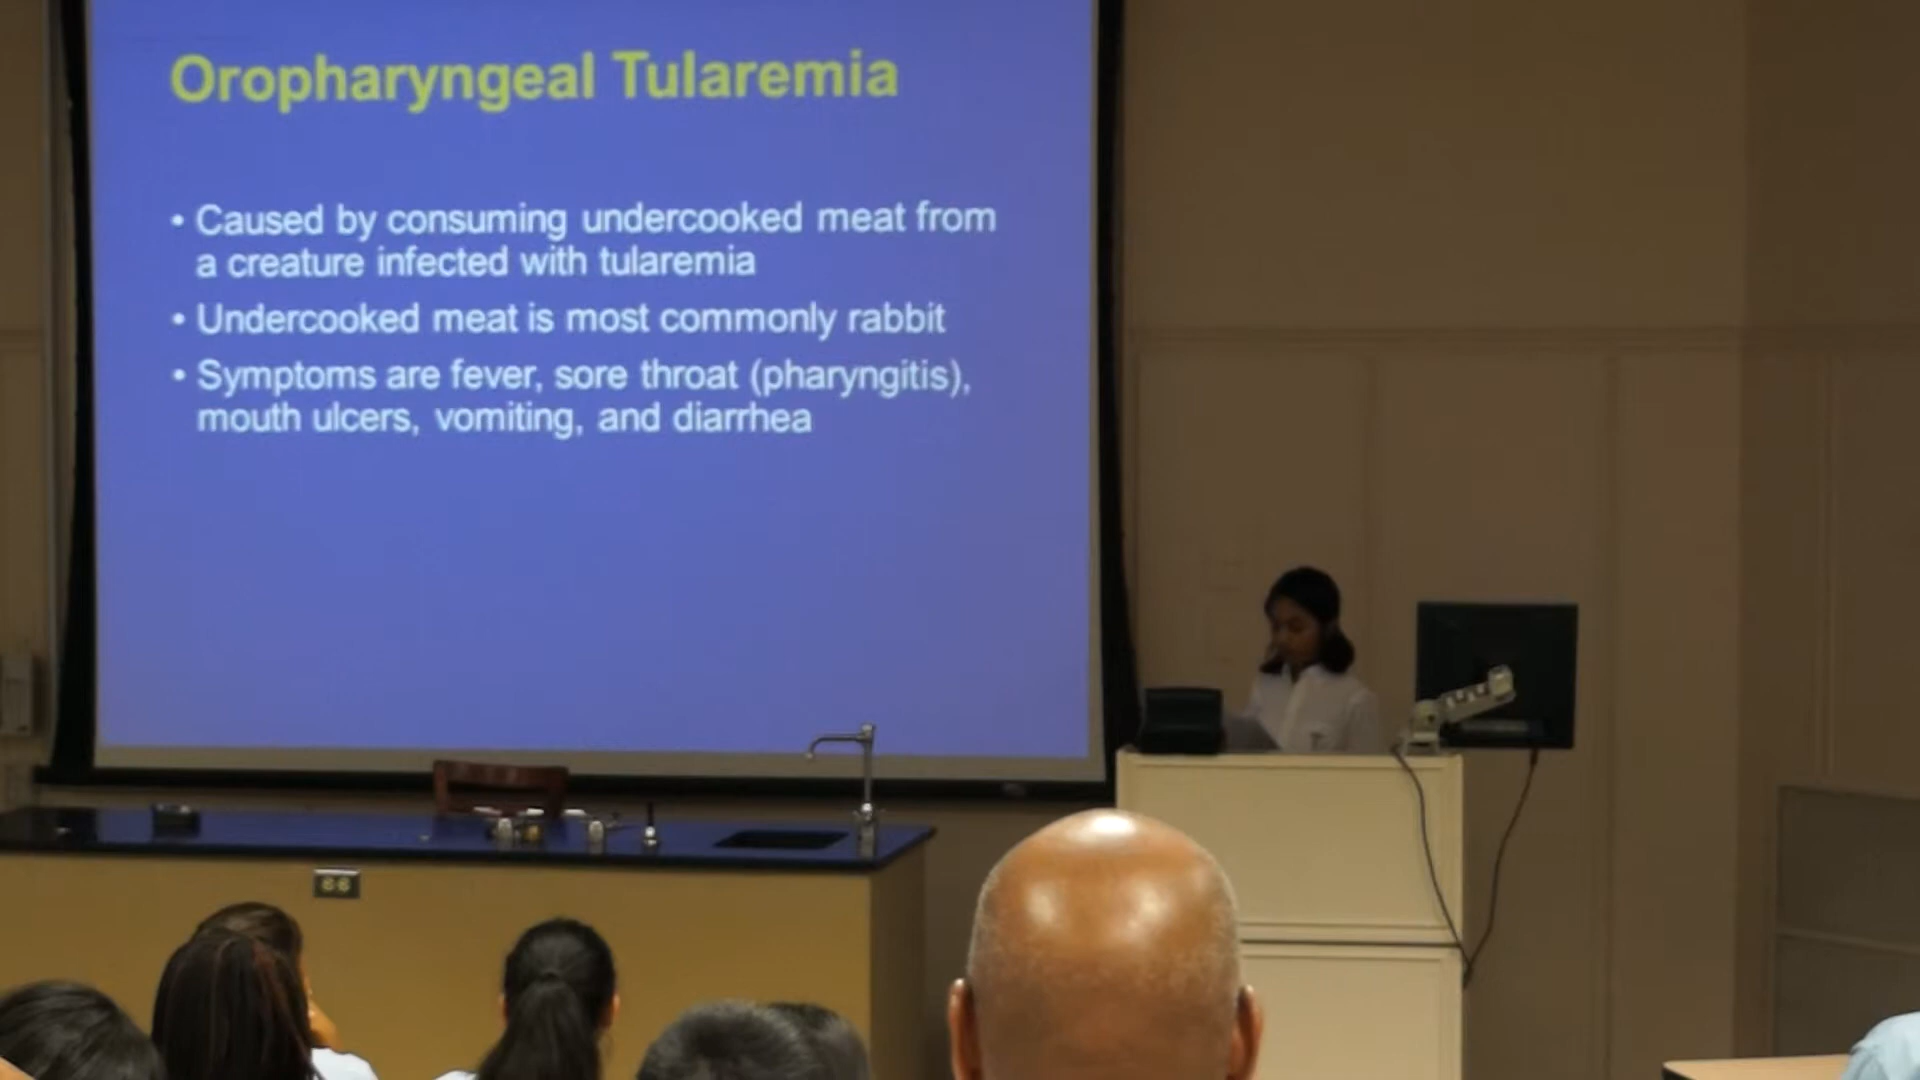 Oropharyngeal Tularemia
• Caused by consuming undercooked meat from
a creature infected with tularemia
• Undercooked meat is most commonly rabbit
• Symptoms are fever, sore throat (pharyngitis),
mouth ulcers, vomiting, and diarrhea